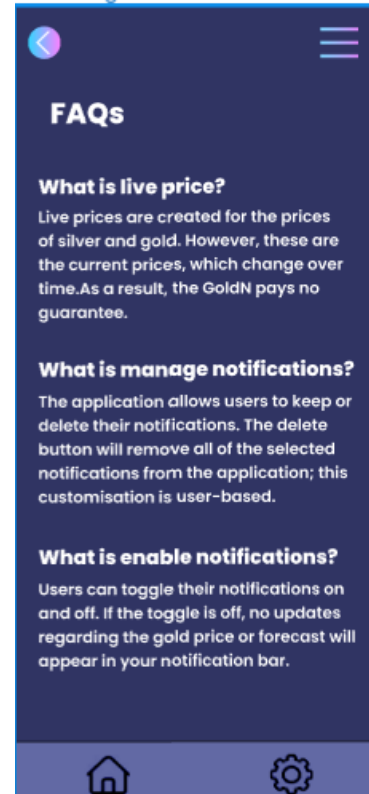 FAQs
What is live price?
Live prices are created for the prices
of silver and gold. However, these are
the current prices, which change over
time.As a result, the GoldN pays no
guarantee.
What is manage notifications?
The application allows users to keep or
delete their notifications. The delete
button will remove all of the selected
notifications from the application; this
customisation is user-based.
What is enable notifications?
Users can toggle their notifications on
and off. If the toggle is off, no updates
regarding the gold price or forecast will
appear in your notification bar.